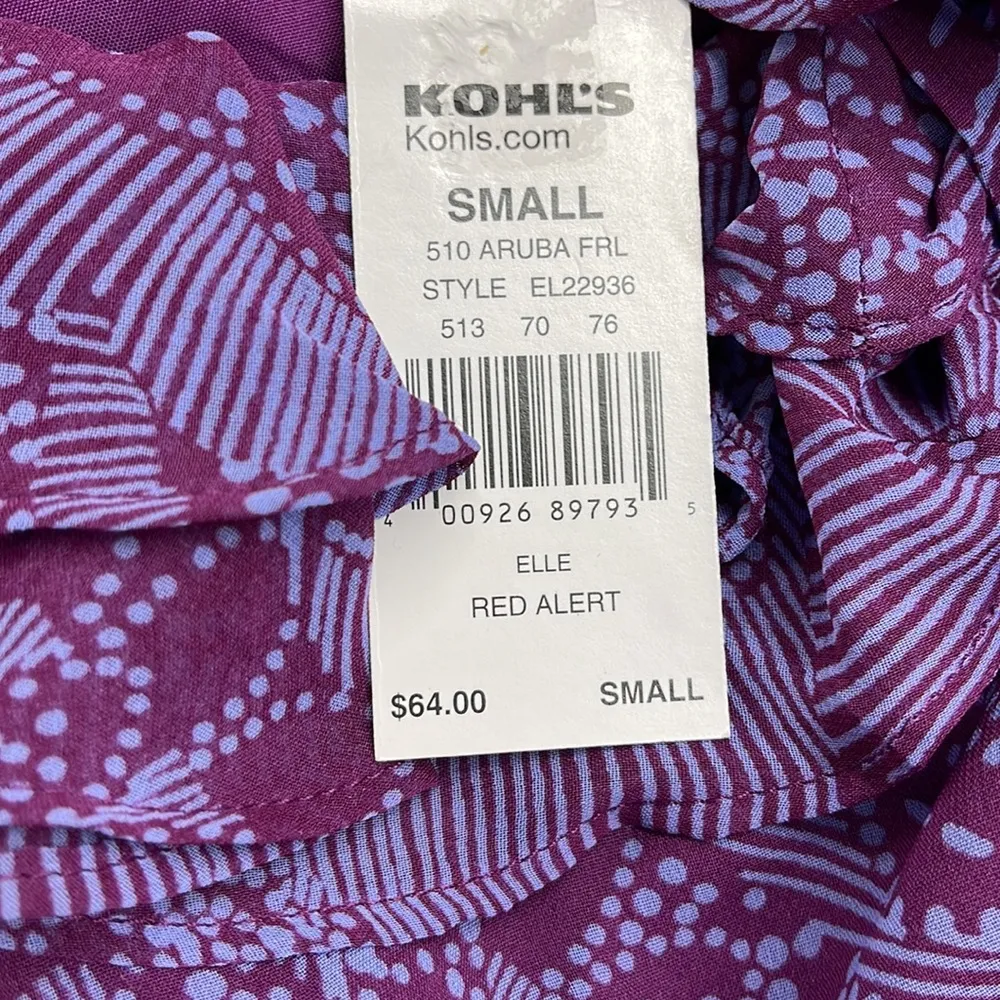 KOHL'S
Kohls.com
SMALL
510 ARUBA FRL
STYLE EL22936
513 70 76
4 00926 89793 5
ELLE
RED ALERT
$64.00 SMALL